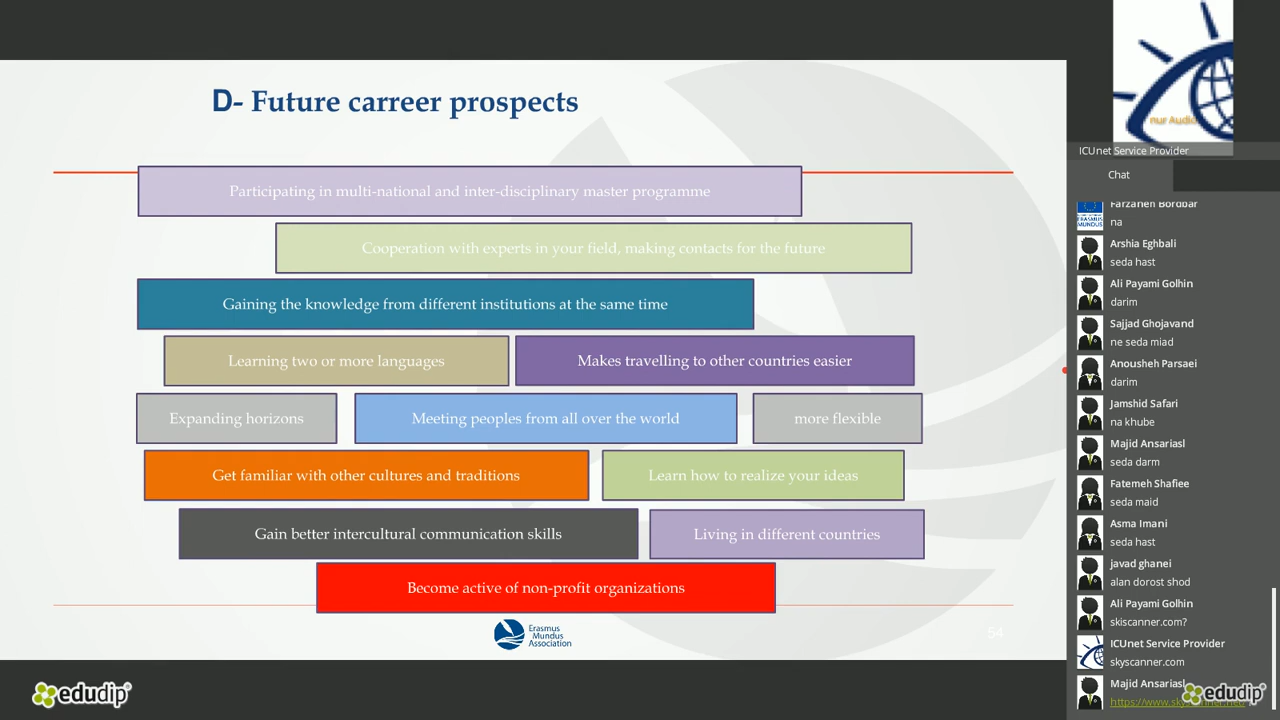 D- Future carreer prospects
Participating in multi-national and inter-disciplinary master programme
Cooperation with experts in your field, making contacts for the future
Gaining the knowledge from different institutions at the same time
Learning two or more languages
Makes travelling to other countries easier
Expanding horizons
Meeting peoples from all over the world
more flexible
Get familiar with other cultures and traditions
Learn how to realize your ideas
Gain better intercultural communication skills
Living in different countries
Become active of non-profit organizations
Erasmus
Mundus
Association
54
edudip
nur Audio
ICUnet Service Provider
Chat
Farzaneh Bordbar
na
Arshia Eghbali
seda hast
Ali Payami Golhin
darim
Sajjad Ghojavand
ne seda miad
Anousheh Parsaei
darim
Jamshid Safari
na khube
Majid Ansariasl
seda darm
Fatemeh Shafiee
seda maid
Asma Imani
seda hast
javad ghanei
alan dorost shod
Ali Payami Golhin
skiscanner.com?
ICUnet Service Provider
skyscanner.com
Majid Ansariasl
edudip